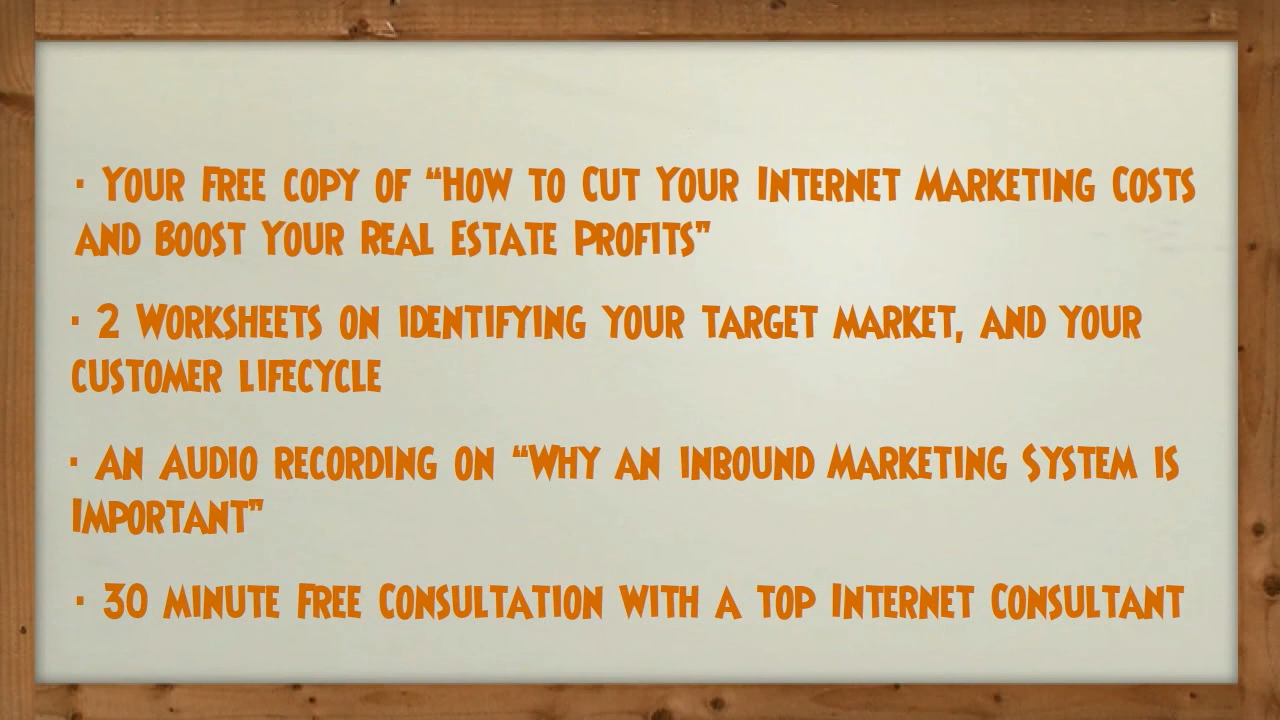 · Your Free copy of “How to Cut Your Internet Marketing Costs
and Boost Your Real Estate Profits”
· 2 Worksheets on identifying your target market, and your
customer lifecycle
· An Audio recording on “Why an inbound Marketing System is
Important”
· 30 minute Free Consultation with a top Internet Consultant